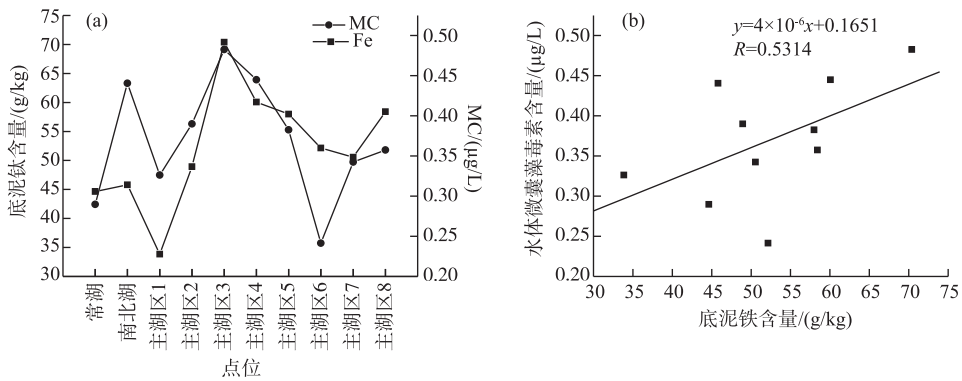 (a)
MC
Fe
75
70
65
60
55
50
45
40
35
30
底泥钛含量/(g/kg)
0.50
0.45
0.40
0.35
0.30
0.25
0.20
MC/(μg/L)
常湖
南北湖
主湖区1
主湖区2
主湖区3
主湖区4
主湖区5
主湖区6
主湖区7
主湖区8
点位
(b)
y=4×10⁻⁶x+0.1651
R=0.5314
0.50
0.45
0.40
0.35
0.30
0.25
0.20
水体微囊藻毒素含量/(μg/L)
30 35 40 45 50 55 60 65 70 75
底泥铁含量/(g/kg)